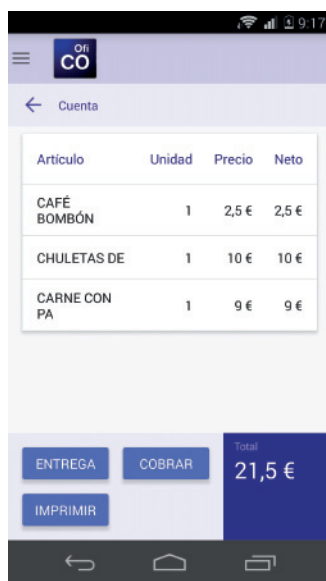 9:17
Ofi
CO
Cuenta
Artículo Unidad Precio Neto
CAFÉ
BOMBÓN 1 2,5 € 2,5 €
CHULETAS DE 1 10 € 10 €
CARNE CON
PA 1 9 € 9 €
Total
ENTREGA COBRAR 21,5 €
IMPRIMIR